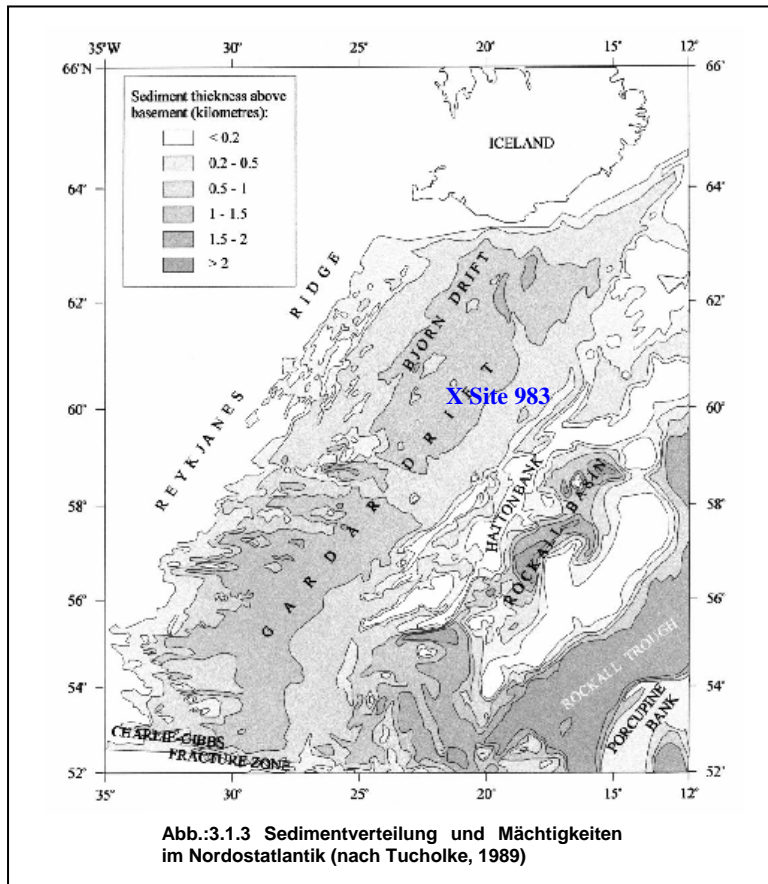 35°W
30°
25°
20°
15°
12°
66°N
66°
Sediment thickness above
basement (kilometres):
< 0.2
0.2 - 0.5
0.5 - 1
1 - 1.5
1.5 - 2
> 2
ICELAND
64°
64°
REYKJANES RIDGE
62°
62°
BJORN DRIFT
X Site 983
60°
60°
GARDAR DRIFT
58°
58°
HATTONBANK
ROCKALL BASIN
56°
56°
ROCKALL TROUGH
54°
54°
PORCUPINE
BANK
CHARLIE-GIBBS
FRACTURE ZONE
52°
52°
35°
30°
25°
20°
15°
12°
Abb.:3.1.3 Sedimentverteilung und Mächtigkeiten
im Nordostatlantik (nach Tucholke, 1989)